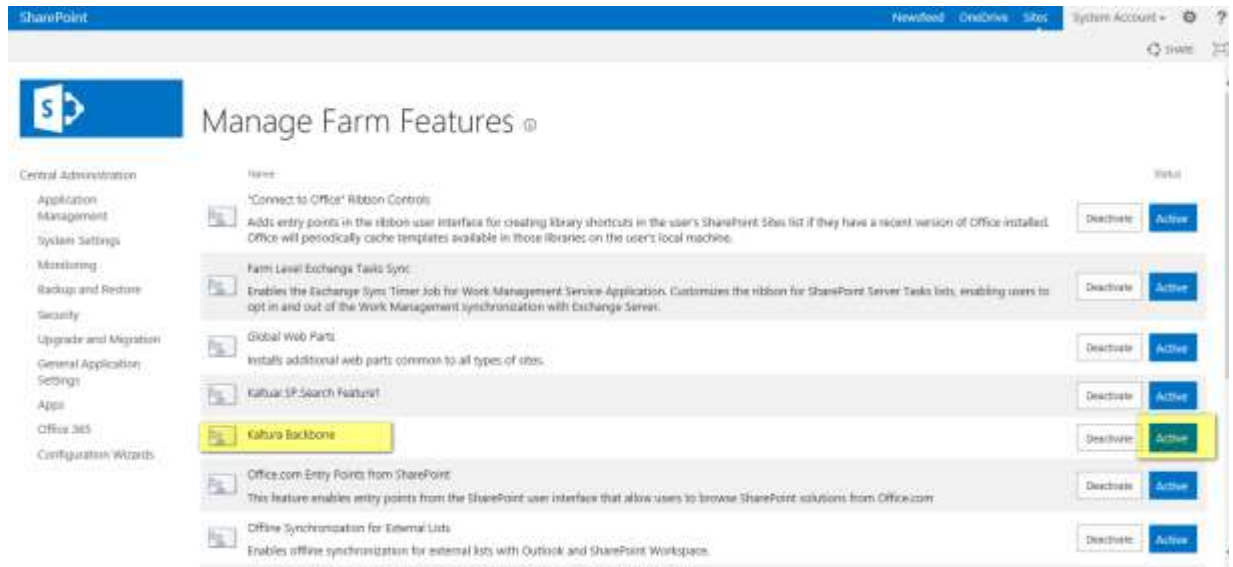 SharePoint
Newsfeed OneDrive Sites System Account ?
SHARE
S
Manage Farm Features
Central Administration
Application
Management
System Settings
Monitoring
Backup and Restore
Security
Upgrade and Migration
General Application
Settings
Apps
Office 365
Configuration Wizards
Name Status
"Connect to Office" Ribbon Controls
Adds entry points in the ribbon user interface for creating library shortcuts in the user's SharePoint Sites list if they have a recent version of Office installed.
Office will periodically cache templates available in those libraries on the user's local machine.
Deactivate Active
Farm Level Exchange Tasks Sync
Enables the Exchange Sync Timer Job for Work Management Service Application. Customizes the ribbon for SharePoint Server Tasks lists, enabling users to
opt in and out of the Work Management synchronization with Exchange Server.
Deactivate Active
Global Web Parts
Installs additional web parts common to all types of sites.
Deactivate Active
Kaltuar.SP.Search Feature1
Deactivate Active
Kaltura Backbone
Deactivate Active
Office.com Entry Points from SharePoint
This feature enables entry points from the SharePoint user interface that allow users to browse SharePoint solutions from Office.com
Deactivate Active
Offline Synchronization for External Lists
Enables offline synchronization for external lists with Outlook and SharePoint Workspace.
Deactivate Active